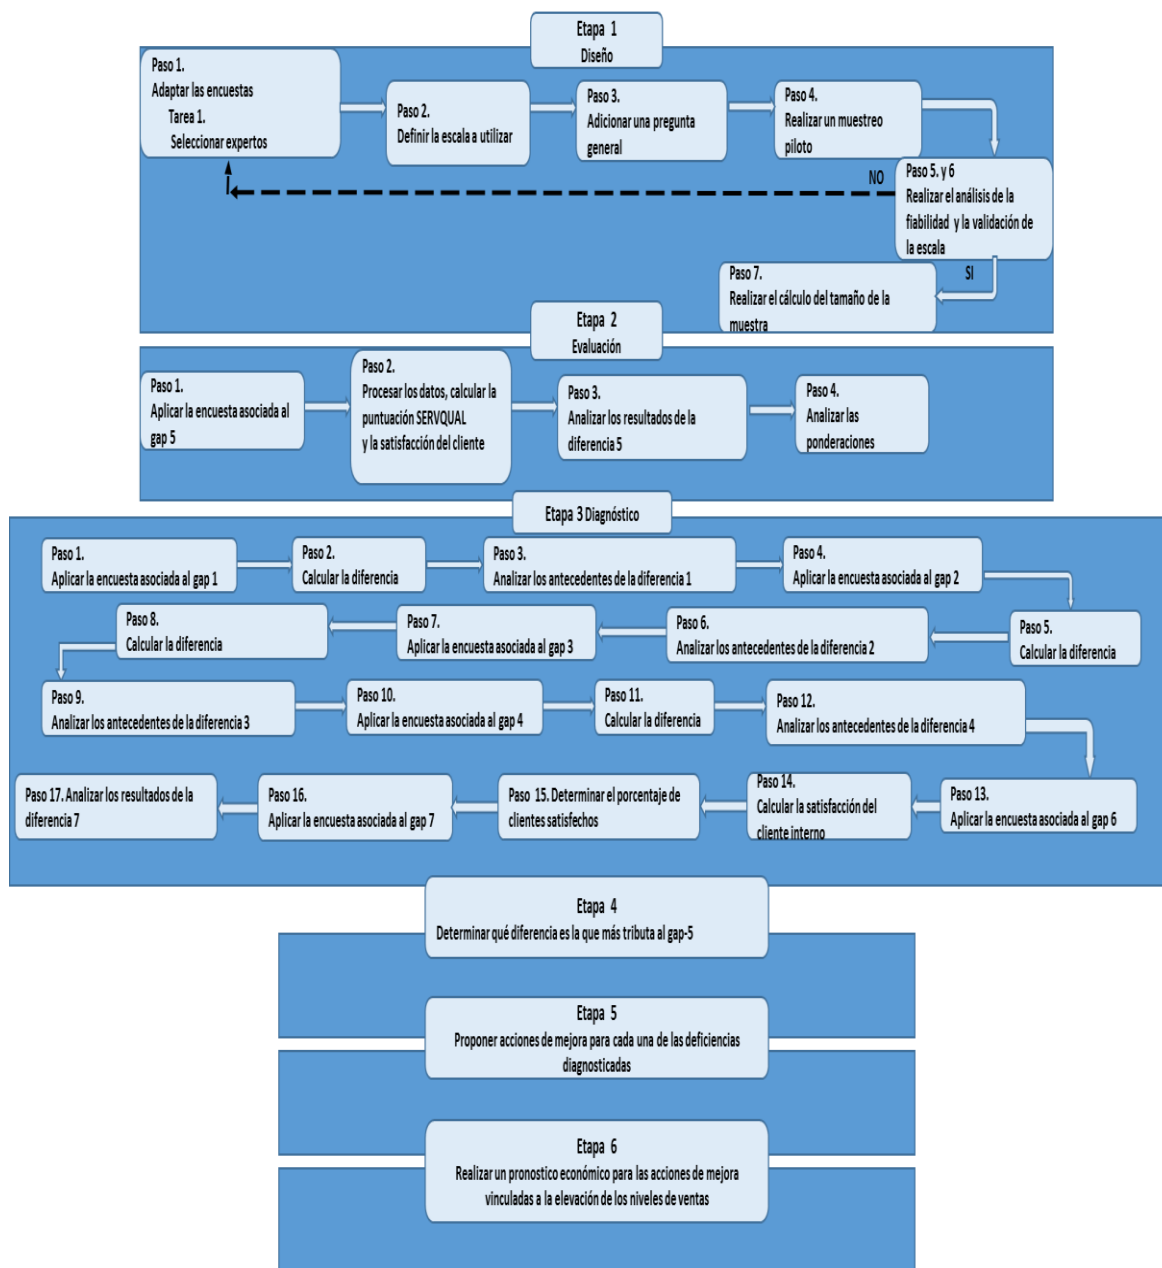 Etapa 1
Diseño
Paso 1.
Adaptar las encuestas
Tarea 1.
Seleccionar expertos
Paso 2.
Definir la escala a utilizar
Paso 3.
Adicionar una pregunta
general
Paso 4.
Realizar un muestreo
piloto
NO
Paso 5. y 6
Realizar el análisis de la
fiabilidad y la validación de
la escala
SI
Paso 7.
Realizar el cálculo del tamaño de la
muestra
Etapa 2
Evaluación
Paso 1.
Aplicar la encuesta asociada al
gap 5
Paso 2.
Procesar los datos, calcular la
puntuación SERVQUAL
y la satisfacción del cliente
Paso 3.
Analizar los resultados de la
diferencia 5
Paso 4.
Analizar las
ponderaciones
Etapa 3 Diagnóstico
Paso 1.
Aplicar la encuesta asociada al gap 1
Paso 2.
Calcular la diferencia
Paso 3.
Analizar los antecedentes de la diferencia 1
Paso 4.
Aplicar la encuesta asociada al gap 2
Paso 5.
Calcular la diferencia
Paso 6.
Analizar los antecedentes de la diferencia 2
Paso 7.
Aplicar la encuesta asociada al gap 3
Paso 8.
Calcular la diferencia
Paso 9.
Analizar los antecedentes de la diferencia 3
Paso 10.
Aplicar la encuesta asociada al gap 4
Paso 11.
Calcular la diferencia
Paso 12.
Analizar los antecedentes de la diferencia 4
Paso 13.
Aplicar la encuesta asociada al gap 6
Paso 14.
Calcular la satisfacción del
cliente interno
Paso 15. Determinar el porcentaje de
clientes satisfechos
Paso 16.
Aplicar la encuesta asociada al gap 7
Paso 17. Analizar los resultados de la
diferencia 7
Etapa 4
Determinar qué diferencia es la que más tributa al gap-5
Etapa 5
Proponer acciones de mejora para cada una de las deficiencias
diagnosticadas
Etapa 6
Realizar un pronostico económico para las acciones de mejora
vinculadas a la elevación de los niveles de ventas